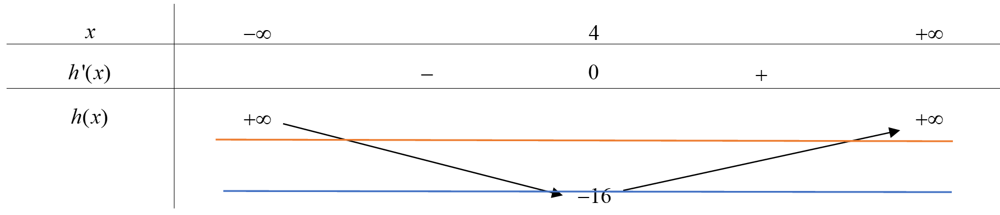 x −∞ 4 +∞
h'(x) − 0 +
h(x) +∞ +∞
−16